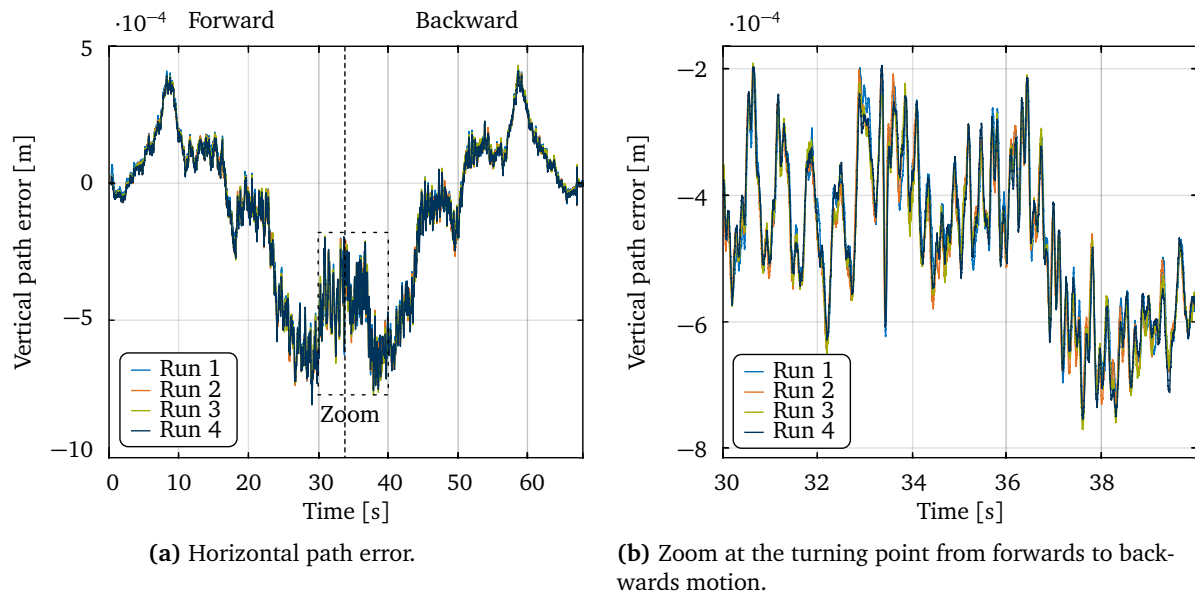 ·10⁻⁴
Forward
Backward
5
0
−5
−10
Vertical path error [m]
Run 1
Run 2
Run 3
Run 4
Zoom
0 10 20 30 40 50 60
Time [s]
(a) Horizontal path error.
·10⁻⁴
−2
−4
−6
−8
Vertical path error [m]
Run 1
Run 2
Run 3
Run 4
30 32 34 36 38
Time [s]
(b) Zoom at the turning point from forwards to back-
wards motion.